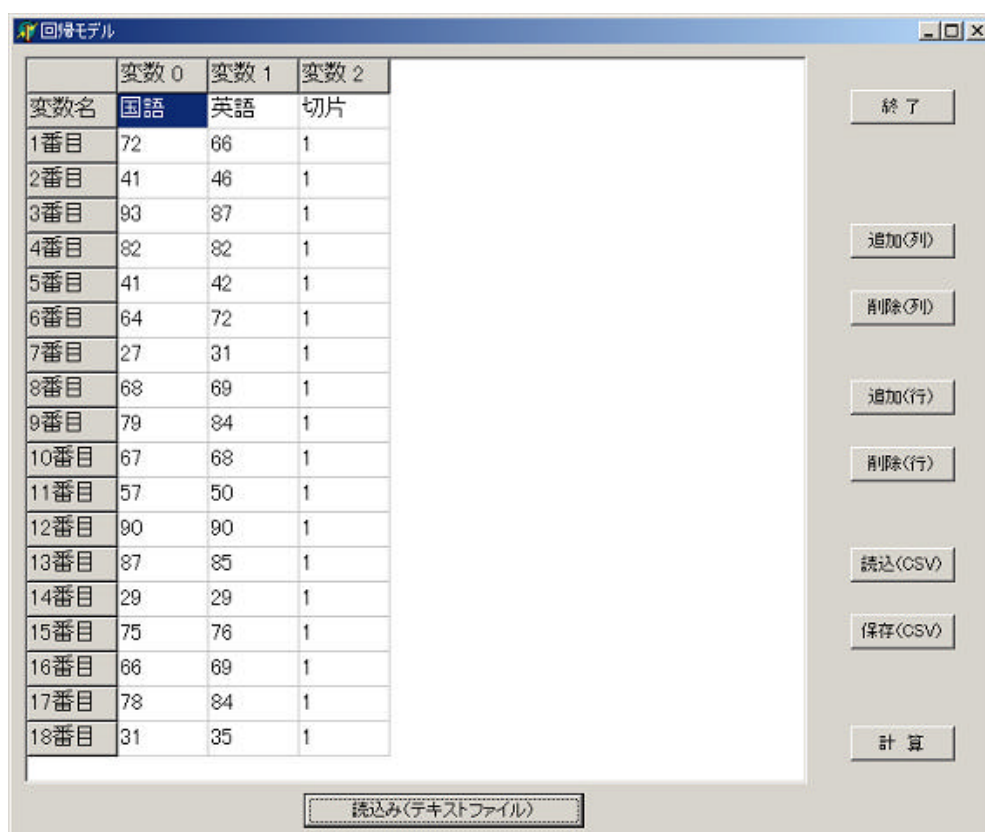 回帰モデル
変数 0 変数 1 変数 2
変数名 国語 英語 切片
1番目 72 66 1
2番目 41 46 1
3番目 93 87 1
4番目 82 82 1
5番目 41 42 1
6番目 64 72 1
7番目 27 31 1
8番目 68 69 1
9番目 79 84 1
10番目 67 68 1
11番目 57 50 1
12番目 90 90 1
13番目 87 85 1
14番目 29 29 1
15番目 75 76 1
16番目 66 69 1
17番目 78 84 1
18番目 31 35 1
終 了
追加(列)
削除(列)
追加(行)
削除(行)
読込(CSV)
保存(CSV)
計 算
読込み(テキストファイル)